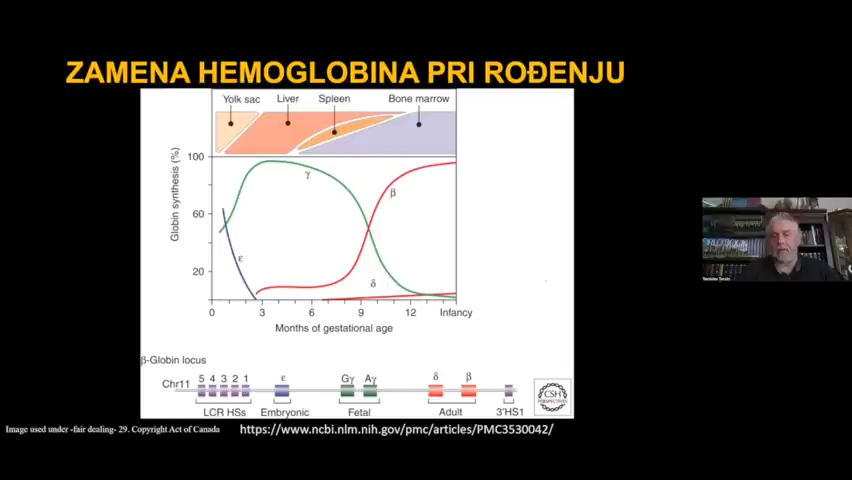 ZAMENA HEMOGLOBINA PRI ROĐENJU
Yolk sac Liver Spleen Bone marrow
Globin synthesis (%)
100
60
20
γ
β
ε
δ
0 3 6 9 12 Infancy
Months of gestational age
β-Globin locus
Chr11 5 4 3 2 1 ε Gγ Aγ δ β
LCR HSs Embryonic Fetal Adult 3'HS1
CSH
PERSPECTIVES
Image used under -fair dealing- 29. Copyright Act of Canada
https://www.ncbi.nlm.nih.gov/pmc/articles/PMC3530042/